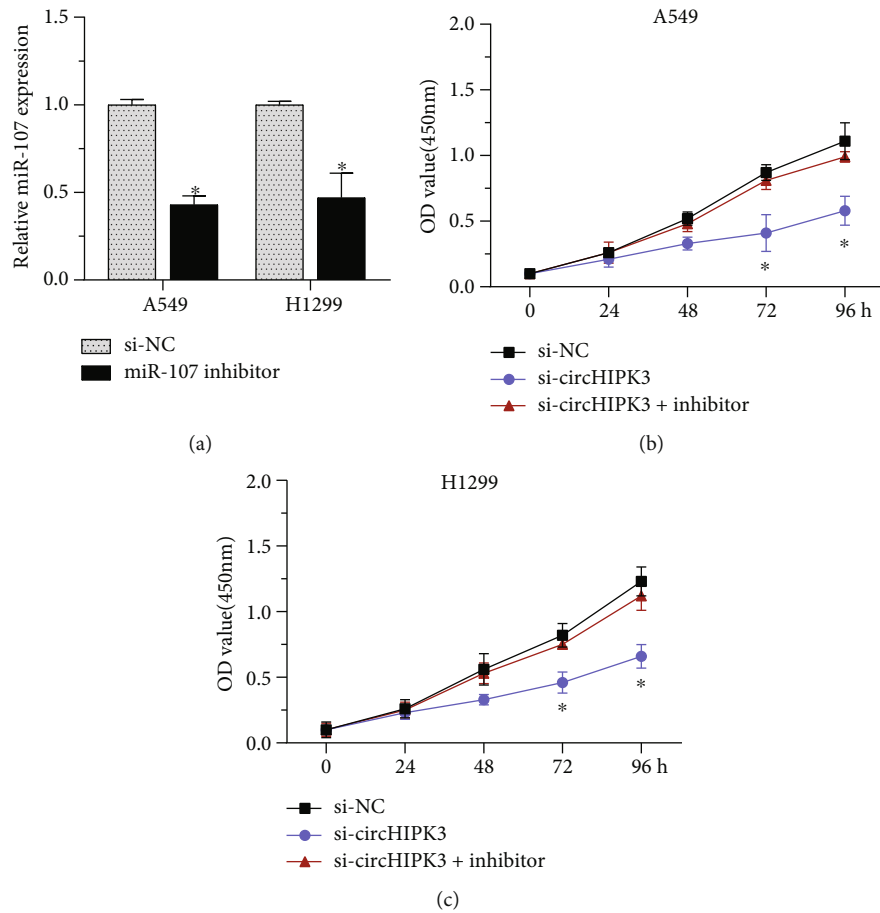 1.5
1.0
0.5
0.0
Relative miR-107 expression
*
*
A549
H1299
si-NC
miR-107 inhibitor
(a)
A549
2.0
1.5
1.0
0.5
0.0
OD value(450nm)
*
*
0 24 48 72 96 h
si-NC
si-circHIPK3
si-circHIPK3 + inhibitor
(b)
H1299
2.0
1.5
1.0
0.5
0.0
OD value(450nm)
*
*
0 24 48 72 96 h
si-NC
si-circHIPK3
si-circHIPK3 + inhibitor
(c)